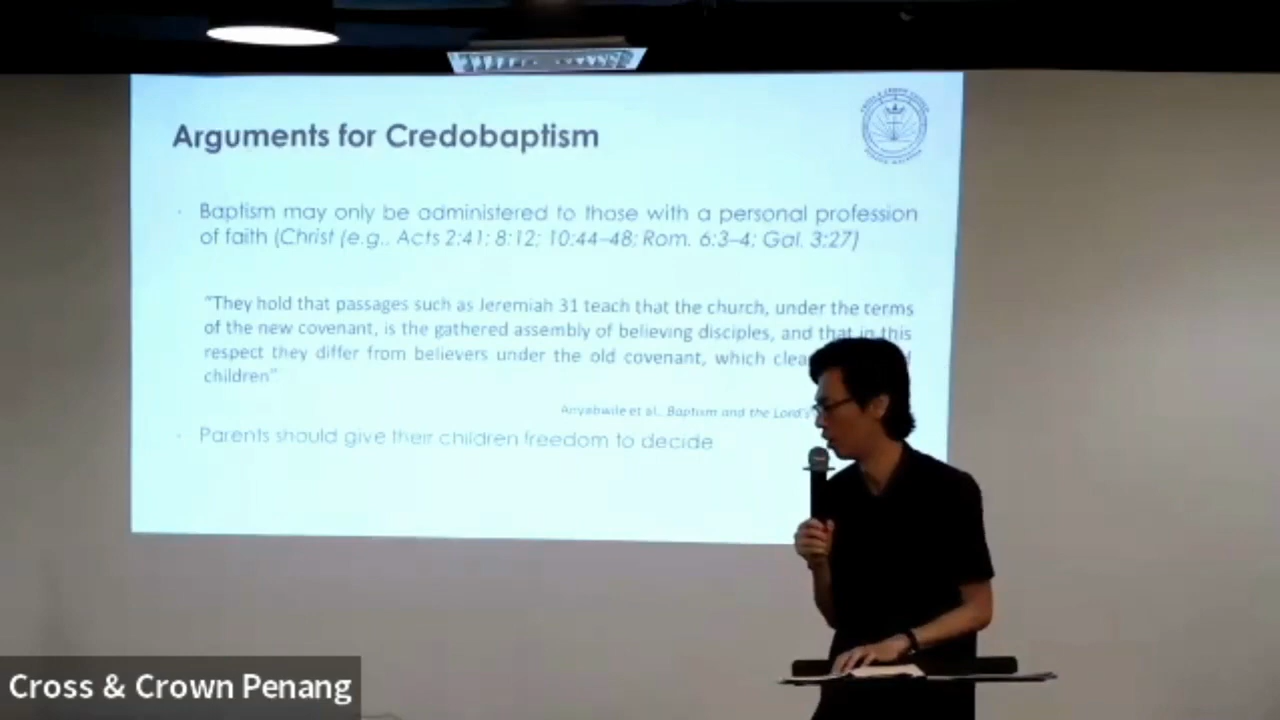 Arguments for Credobaptism
· Baptism may only be administered to those with a personal profession
of faith (Christ (e.g., Acts 2:41; 8:12; 10:44–48; Rom. 6:3–4; Gal. 3:27)
"They hold that passages such as Jeremiah 31 teach that the church, under the terms
of the new covenant, is the gathered assembly of believing disciples, and that in this
respect they differ from believers under the old covenant, which
children"
Anyabwile et al., Baptism and the Lord's
· Parents should give their children freedom to decide
Cross & Crown Penang